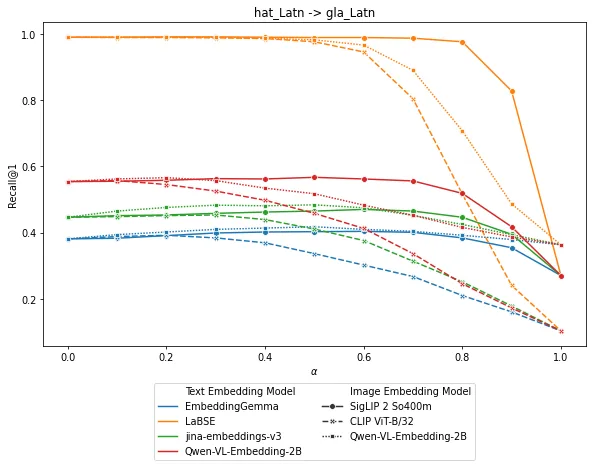 hat_Latn -> gla_Latn
Recall@1
1.0
0.8
0.6
0.4
0.2
0.0 0.2 0.4 0.6 0.8 1.0
α
Text Embedding Model Image Embedding Model
EmbeddingGemma SigLIP 2 So400m
LaBSE CLIP ViT-B/32
jina-embeddings-v3 Qwen-VL-Embedding-2B
Qwen-VL-Embedding-2B